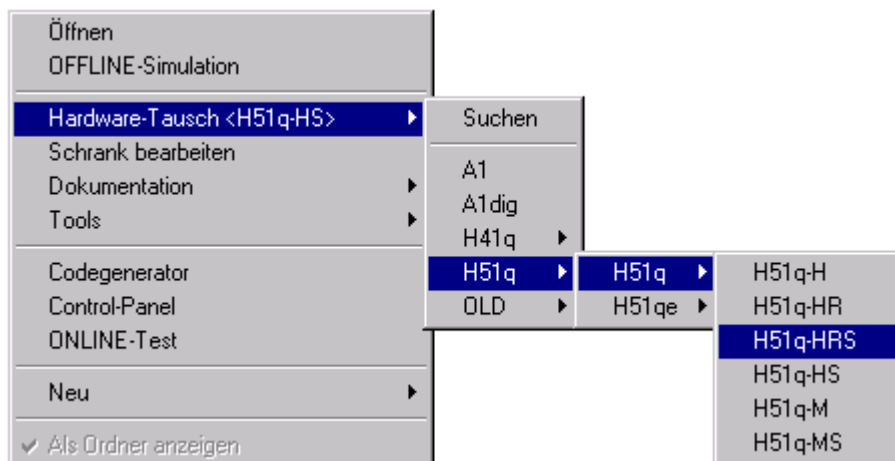 Öffnen
OFFLINE-Simulation
Hardware-Tausch <H51q-HS>
Schrank bearbeiten
Dokumentation
Tools
Codegenerator
Control-Panel
ONLINE-Test
Neu
Als Ordner anzeigen
Suchen
A1
A1dig
H41q
H51q
OLD
H51q
H51qe
H51q-H
H51q-HR
H51q-HRS
H51q-HS
H51q-M
H51q-MS